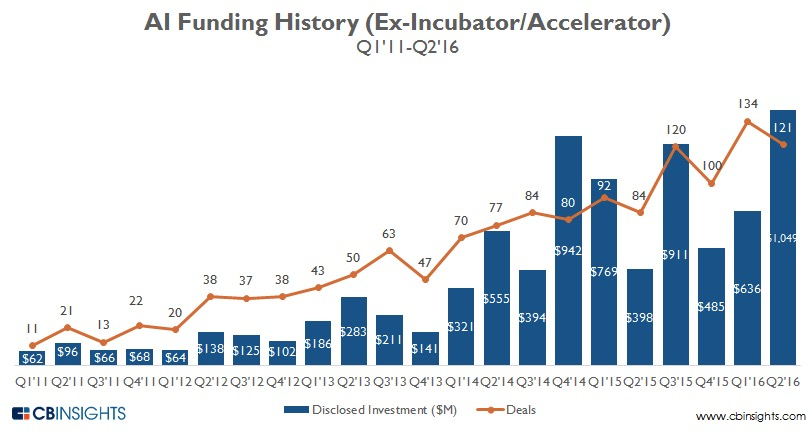 AI Funding History (Ex-Incubator/Accelerator)
Q1'11-Q2'16
11 21 13 22 20 38 37 38 43 50 63 47 70 77 84 80 92 84 120 100 134 121
$62 $96 $66 $68 $64 $138 $125 $102 $186 $283 $211 $141 $321 $555 $394 $942 $769 $398 $911 $485 $636 $1,049
Q1'11 Q2'11 Q3'11 Q4'11 Q1'12 Q2'12 Q3'12 Q4'12 Q1'13 Q2'13 Q3'13 Q4'13 Q1'14 Q2'14 Q3'14 Q4'14 Q1'15 Q2'15 Q3'15 Q4'15 Q1'16 Q2'16
CBINSIGHTS
Disclosed Investment ($M) Deals
www.cbinsights.com